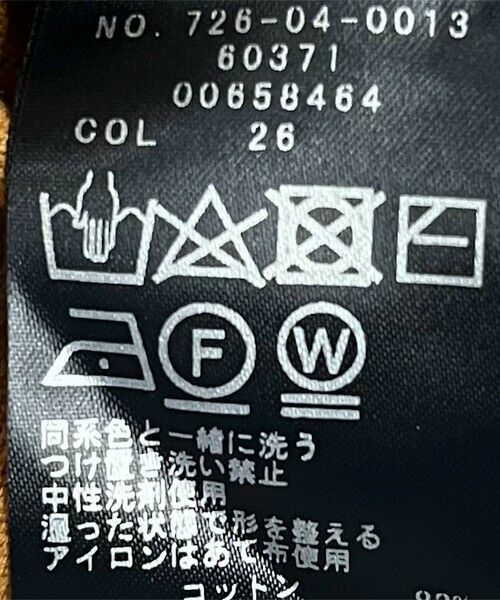 NO. 726-04-0013
60371
00658464
COL 26
F W
同系色と一緒に洗う
つけ置き洗い禁止
中性洗剤使用
湿った状態で形を整える
アイロンはあて布使用
コットン